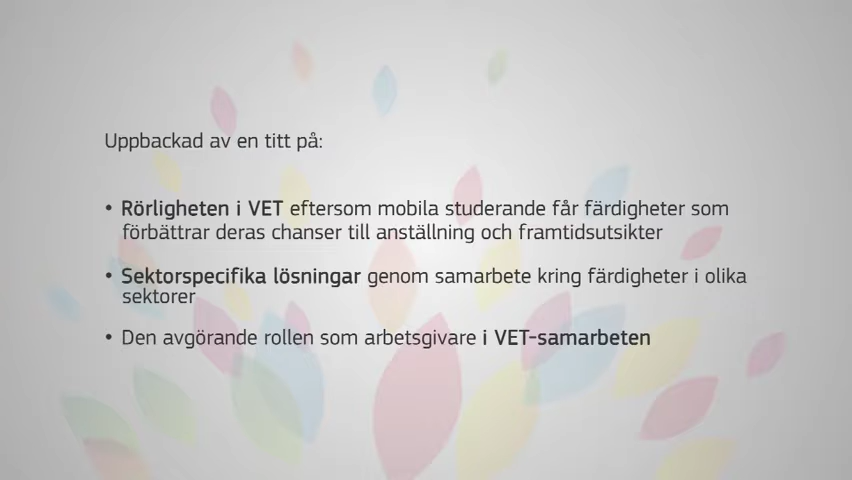 Uppbackad av en titt på:
• Rörligheten i VET eftersom mobila studerande får färdigheter som
förbättrar deras chanser till anställning och framtidsutsikter
• Sektorspecifika lösningar genom samarbete kring färdigheter i olika
sektorer
• Den avgörande rollen som arbetsgivare i VET-samarbeten